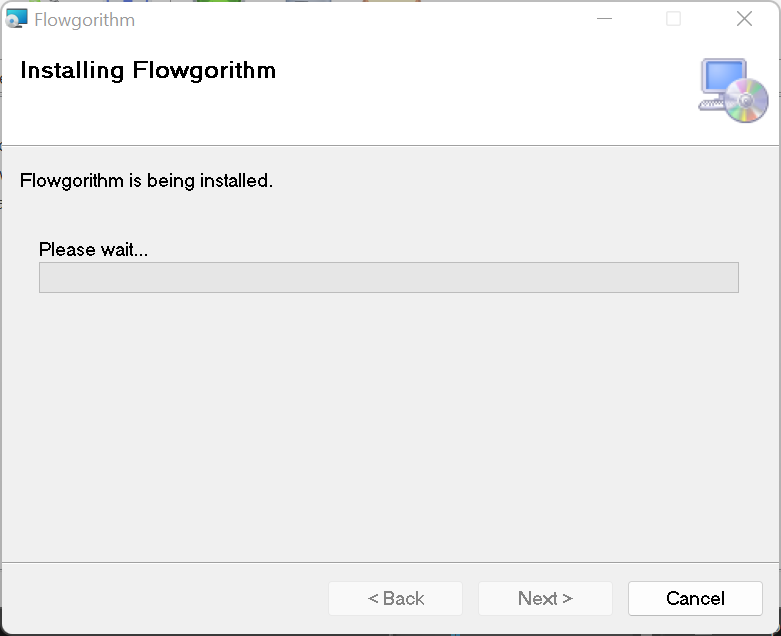 Flowgorithm
Installing Flowgorithm
Flowgorithm is being installed.
Please wait...
< Back
Next >
Cancel